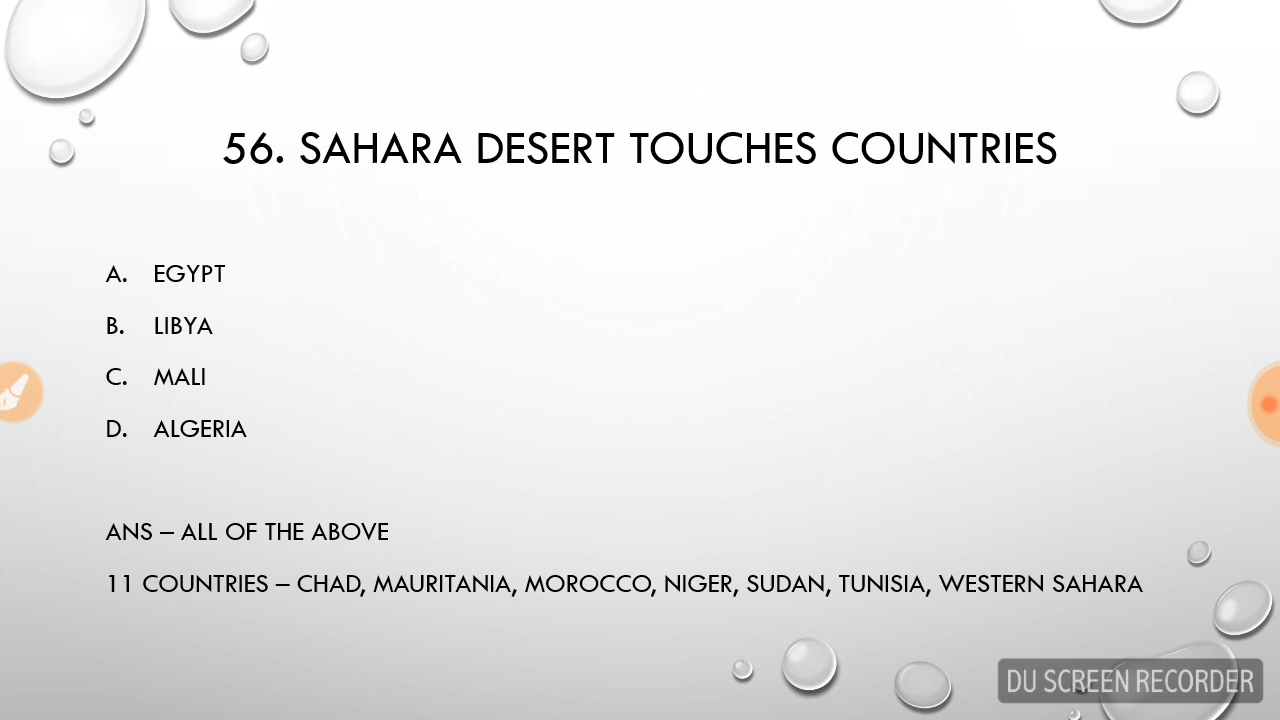 56. SAHARA DESERT TOUCHES COUNTRIES
A. EGYPT
B. LIBYA
C. MALI
D. ALGERIA
ANS – ALL OF THE ABOVE
11 COUNTRIES – CHAD, MAURITANIA, MOROCCO, NIGER, SUDAN, TUNISIA, WESTERN SAHARA
DU SCREEN RECORDER